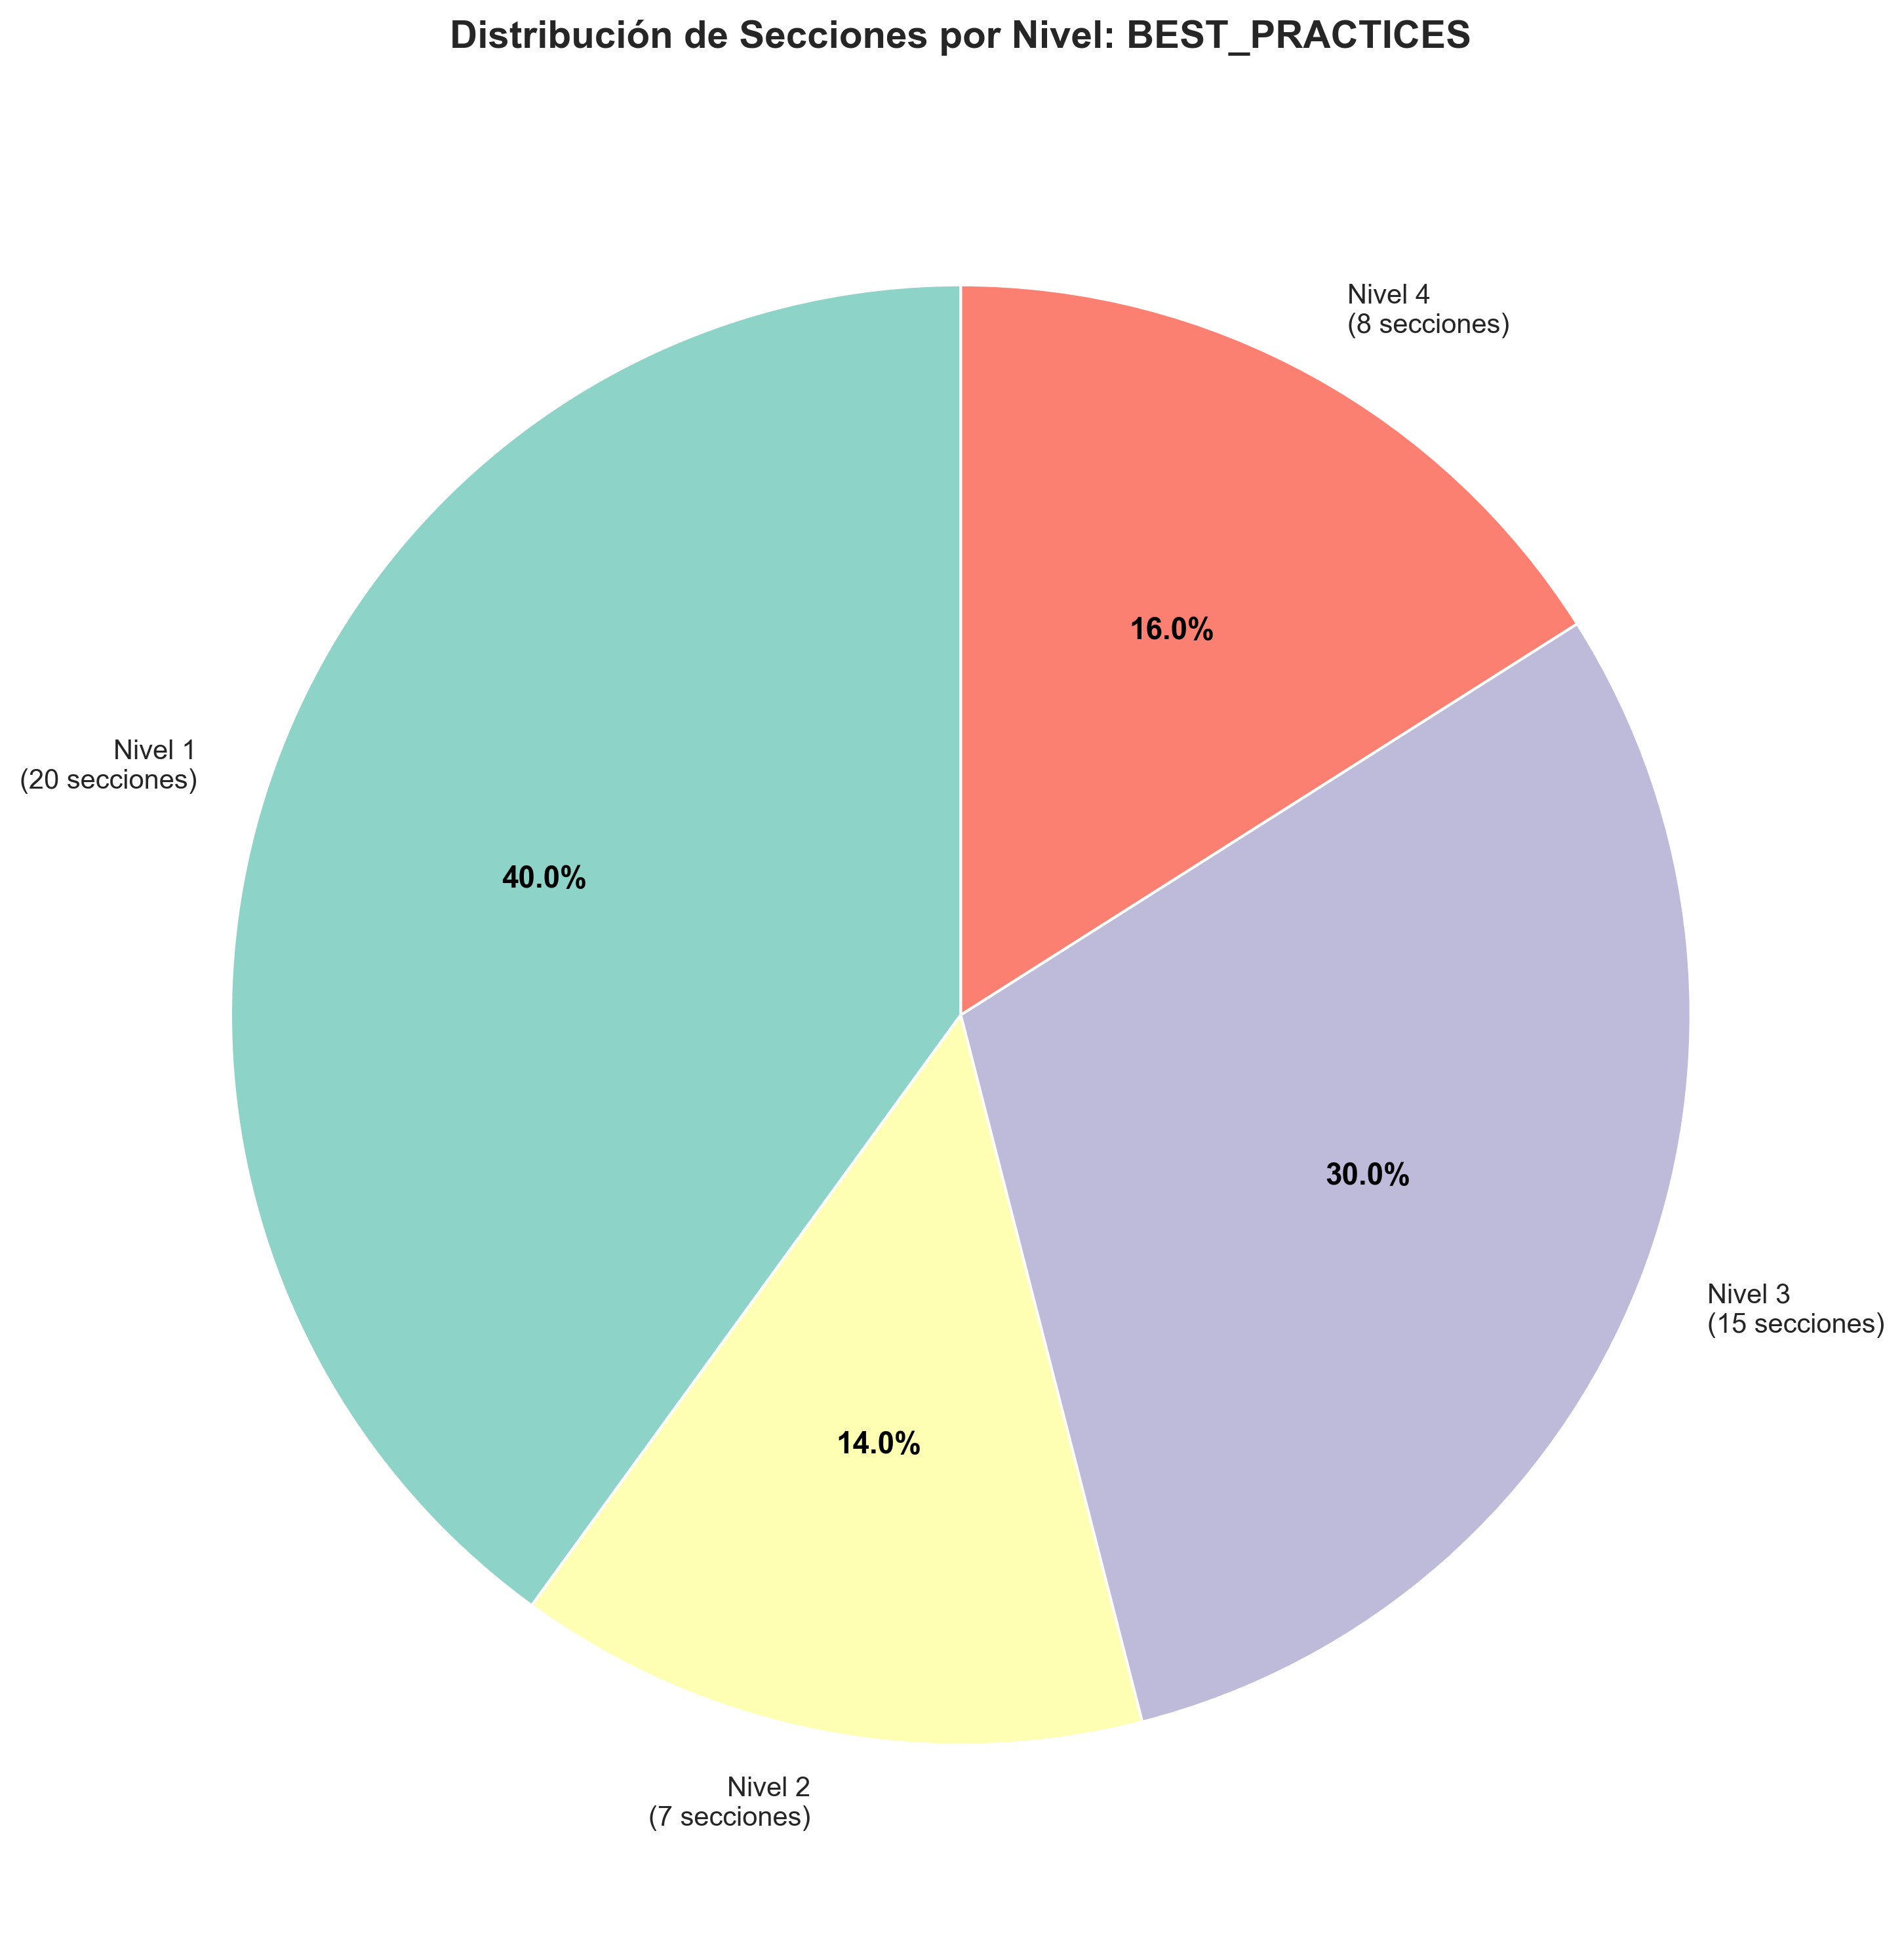 Distribución de Secciones por Nivel: BEST_PRACTICES
Nivel 4
(8 secciones)
16.0%
Nivel 1
(20 secciones)
40.0%
30.0%
Nivel 3
(15 secciones)
14.0%
Nivel 2
(7 secciones)